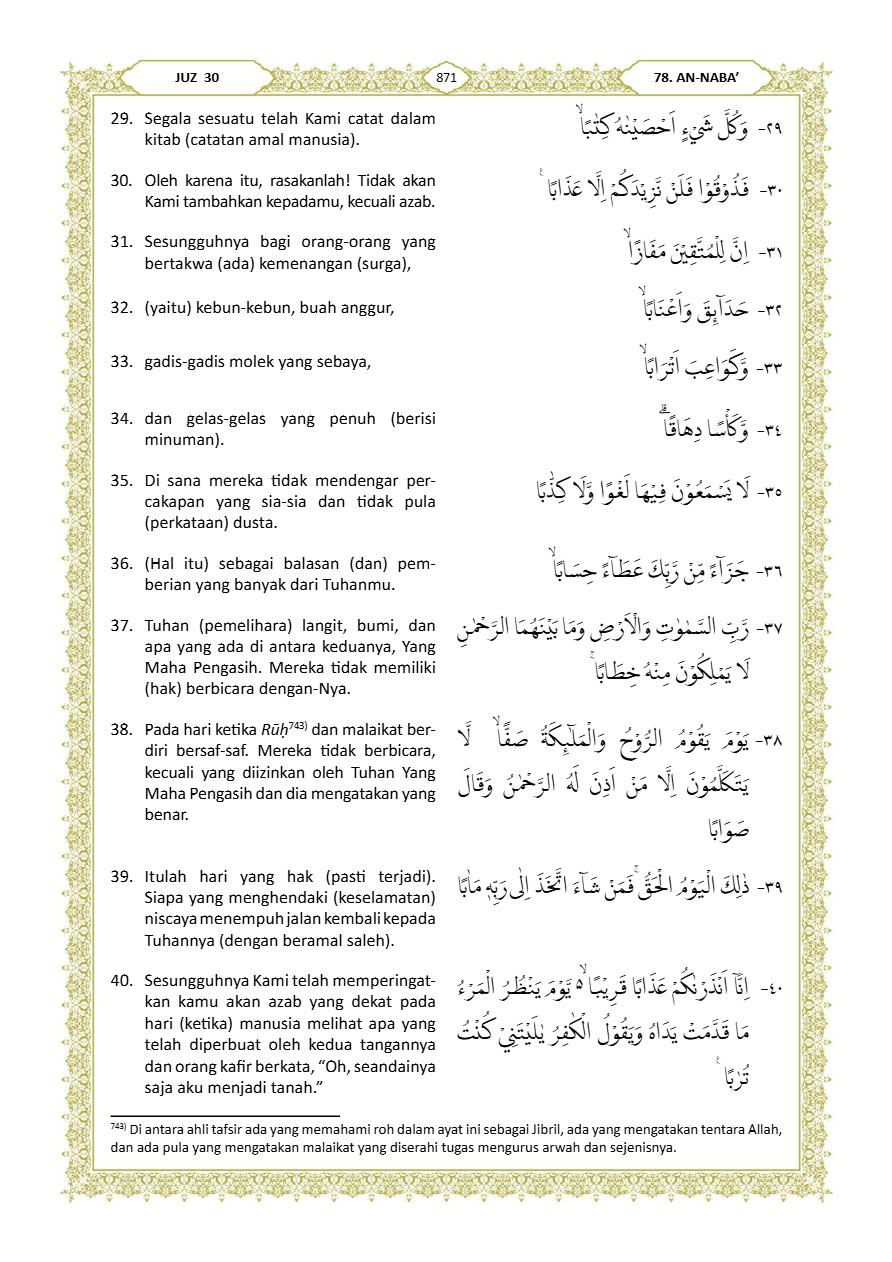 JUZ 30
871
78. AN-NABA’
29. Segala sesuatu telah Kami catat dalam
kitab (catatan amal manusia).
٢٩- وَكُلَّ شَيْءٍ اَحْصَيْنٰهُ كِتٰبًاۙ
30. Oleh karena itu, rasakanlah! Tidak akan
Kami tambahkan kepadamu, kecuali azab.
٣٠- فَذُوْقُوْا فَلَنْ نَّزِيْدَكُمْ اِلَّا عَذَابًا ࣖ
31. Sesungguhnya bagi orang-orang yang
bertakwa (ada) kemenangan (surga),
٣١- اِنَّ لِلْمُتَّقِيْنَ مَفَازًاۙ
32. (yaitu) kebun-kebun, buah anggur,
٣٢- حَدَاۤىِٕقَ وَاَعْنَابًاۙ
33. gadis-gadis molek yang sebaya,
٣٣- وَّكَوَاعِبَ اَتْرَابًاۙ
34. dan gelas-gelas yang penuh (berisi
minuman).
٣٤- وَّكَأْسًا دِهَاقًاۗ
35. Di sana mereka tidak mendengar per-
cakapan yang sia-sia dan tidak pula
(perkataan) dusta.
٣٥- لَا يَسْمَعُوْنَ فِيْهَا لَغْوًا وَّلَا كِذّٰبًا
36. (Hal itu) sebagai balasan (dan) pem-
berian yang banyak dari Tuhanmu.
٣٦- جَزَاۤءً مِّنْ رَّبِّكَ عَطَاۤءً حِسَابًاۙ
37. Tuhan (pemelihara) langit, bumi, dan
apa yang ada di antara keduanya, Yang
Maha Pengasih. Mereka tidak memiliki
(hak) berbicara dengan-Nya.
٣٧- رَّبِّ السَّمٰوٰتِ وَالْاَرْضِ وَمَا بَيْنَهُمَا الرَّحْمٰنِ
لَا يَمْلِكُوْنَ مِنْهُ خِطَابًاۚ
38. Pada hari ketika Rūḥ⁷⁴³⁾ dan malaikat ber-
diri bersaf-saf. Mereka tidak berbicara,
kecuali yang diizinkan oleh Tuhan Yang
Maha Pengasih dan dia mengatakan yang
benar.
٣٨- يَوْمَ يَقُوْمُ الرُّوْحُ وَالْمَلٰۤىِٕكَةُ صَفًّاۙ لَّا
يَتَكَلَّمُوْنَ اِلَّا مَنْ اَذِنَ لَهُ الرَّحْمٰنُ وَقَالَ
صَوَابًا
39. Itulah hari yang hak (pasti terjadi).
Siapa yang menghendaki (keselamatan)
niscaya menempuh jalan kembali kepada
Tuhannya (dengan beramal saleh).
٣٩- ذٰلِكَ الْيَوْمُ الْحَقُّۚ فَمَنْ شَاۤءَ اتَّخَذَ اِلٰى رَبِّهٖ مَاٰبًا
40. Sesungguhnya Kami telah memperingat-
kan kamu akan azab yang dekat pada
hari (ketika) manusia melihat apa yang
telah diperbuat oleh kedua tangannya
dan orang kafir berkata, “Oh, seandainya
saja aku menjadi tanah.”
٤٠- اِنَّآ اَنْذَرْنٰكُمْ عَذَابًا قَرِيْبًا ەۙ يَّوْمَ يَنْظُرُ الْمَرْءُ
مَا قَدَّمَتْ يَدَاهُ وَيَقُوْلُ الْكٰفِرُ يٰلَيْتَنِيْ كُنْتُ
تُرٰبًا ࣖ
⁷⁴³⁾ Di antara ahli tafsir ada yang memahami roh dalam ayat ini sebagai Jibril, ada yang mengatakan tentara Allah,
dan ada pula yang mengatakan malaikat yang diserahi tugas mengurus arwah dan sejenisnya.